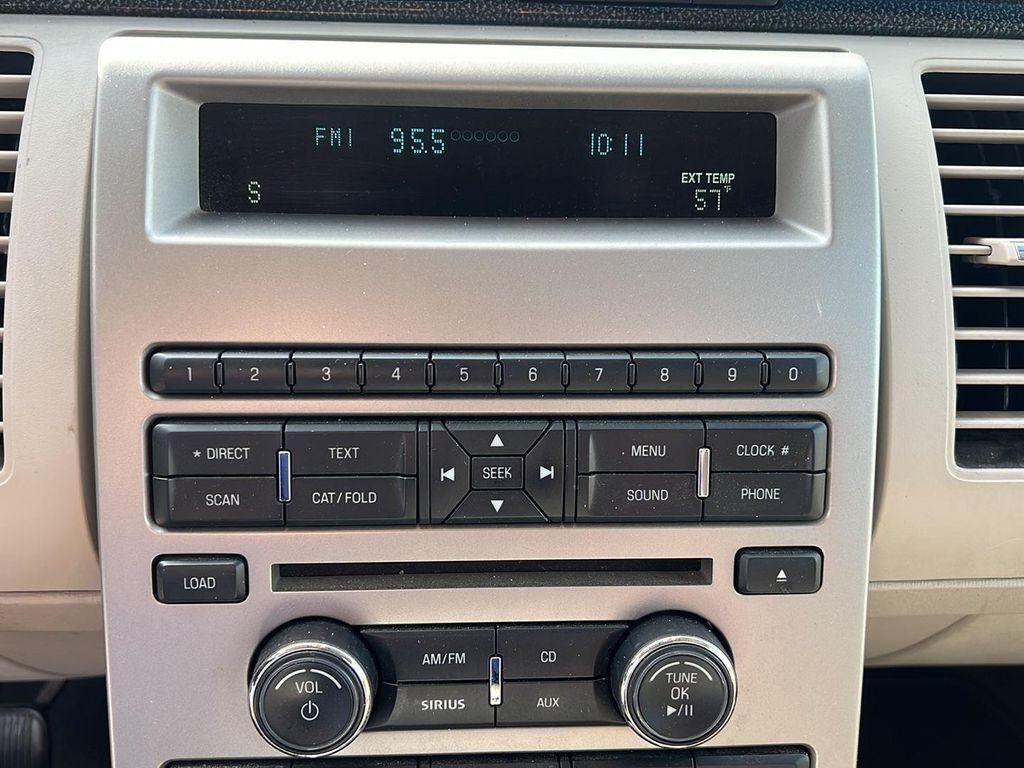 FM1 95.5 10:11
EXT TEMP
S 57°F
1 2 3 4 5 6 7 8 9 0
* DIRECT TEXT ▲ MENU CLOCK #
SEEK
SCAN CAT/FOLD ▼ SOUND PHONE
LOAD
AM/FM CD
VOL TUNE
OK
SIRIUS AUX